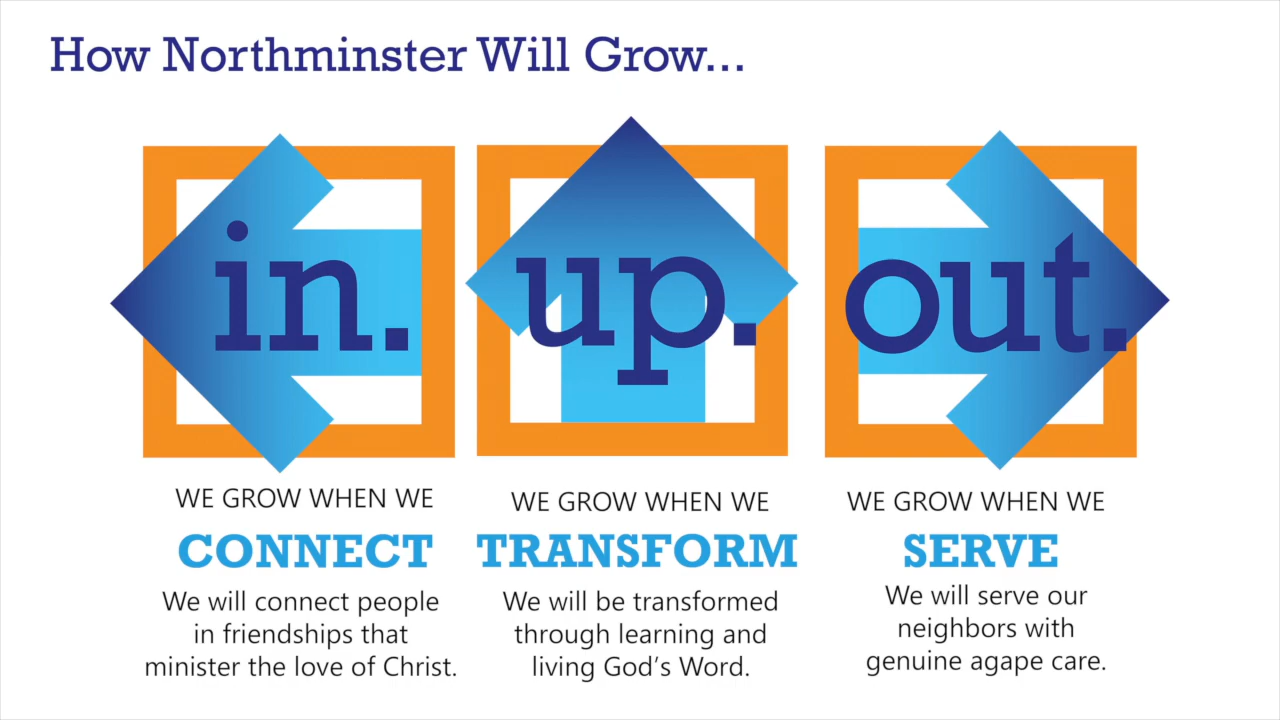 How Northminster Will Grow...
in.
up.
out.
WE GROW WHEN WE
CONNECT
We will connect people
in friendships that
minister the love of Christ.
WE GROW WHEN WE
TRANSFORM
We will be transformed
through learning and
living God's Word.
WE GROW WHEN WE
SERVE
We will serve our
neighbors with
genuine agape care.